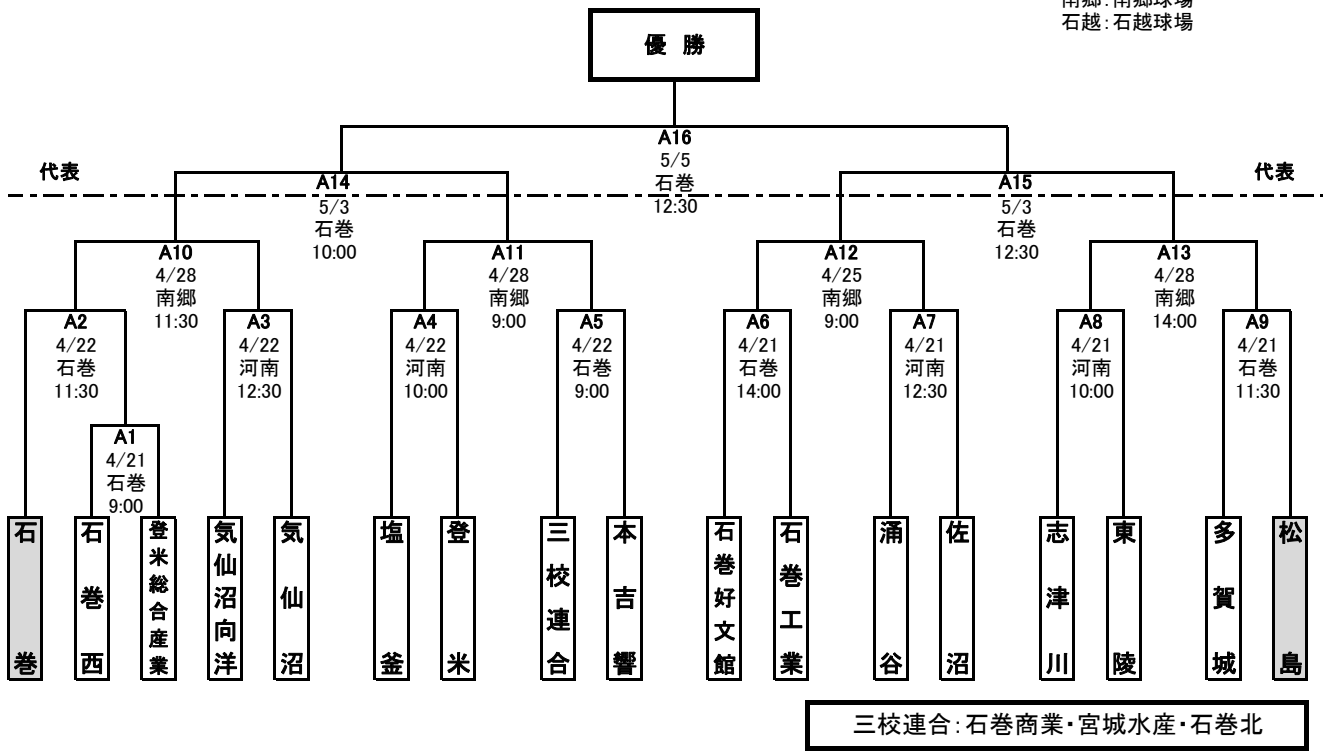 南郷：南郷球場
石越：石越球場
優 勝
A16
5/5
石巻
12:30
代表
代表
A14
5/3
石巻
10:00
A15
5/3
石巻
12:30
A10
4/28
南郷
11:30
A11
4/28
南郷
9:00
A12
4/25
南郷
9:00
A13
4/28
南郷
14:00
A2
4/22
石巻
11:30
A3
4/22
河南
12:30
A4
4/22
河南
10:00
A5
4/22
石巻
9:00
A6
4/21
石巻
14:00
A7
4/21
河南
12:30
A8
4/21
河南
10:00
A9
4/21
石巻
11:30
A1
4/21
石巻
9:00
石巻
石巻西
登米総合産業
気仙沼向洋
気仙沼
塩釜
登米
三校連合
本吉響
石巻好文館
石巻工業
涌谷
佐沼
志津川
東陵
多賀城
松島
三校連合：石巻商業・宮城水産・石巻北